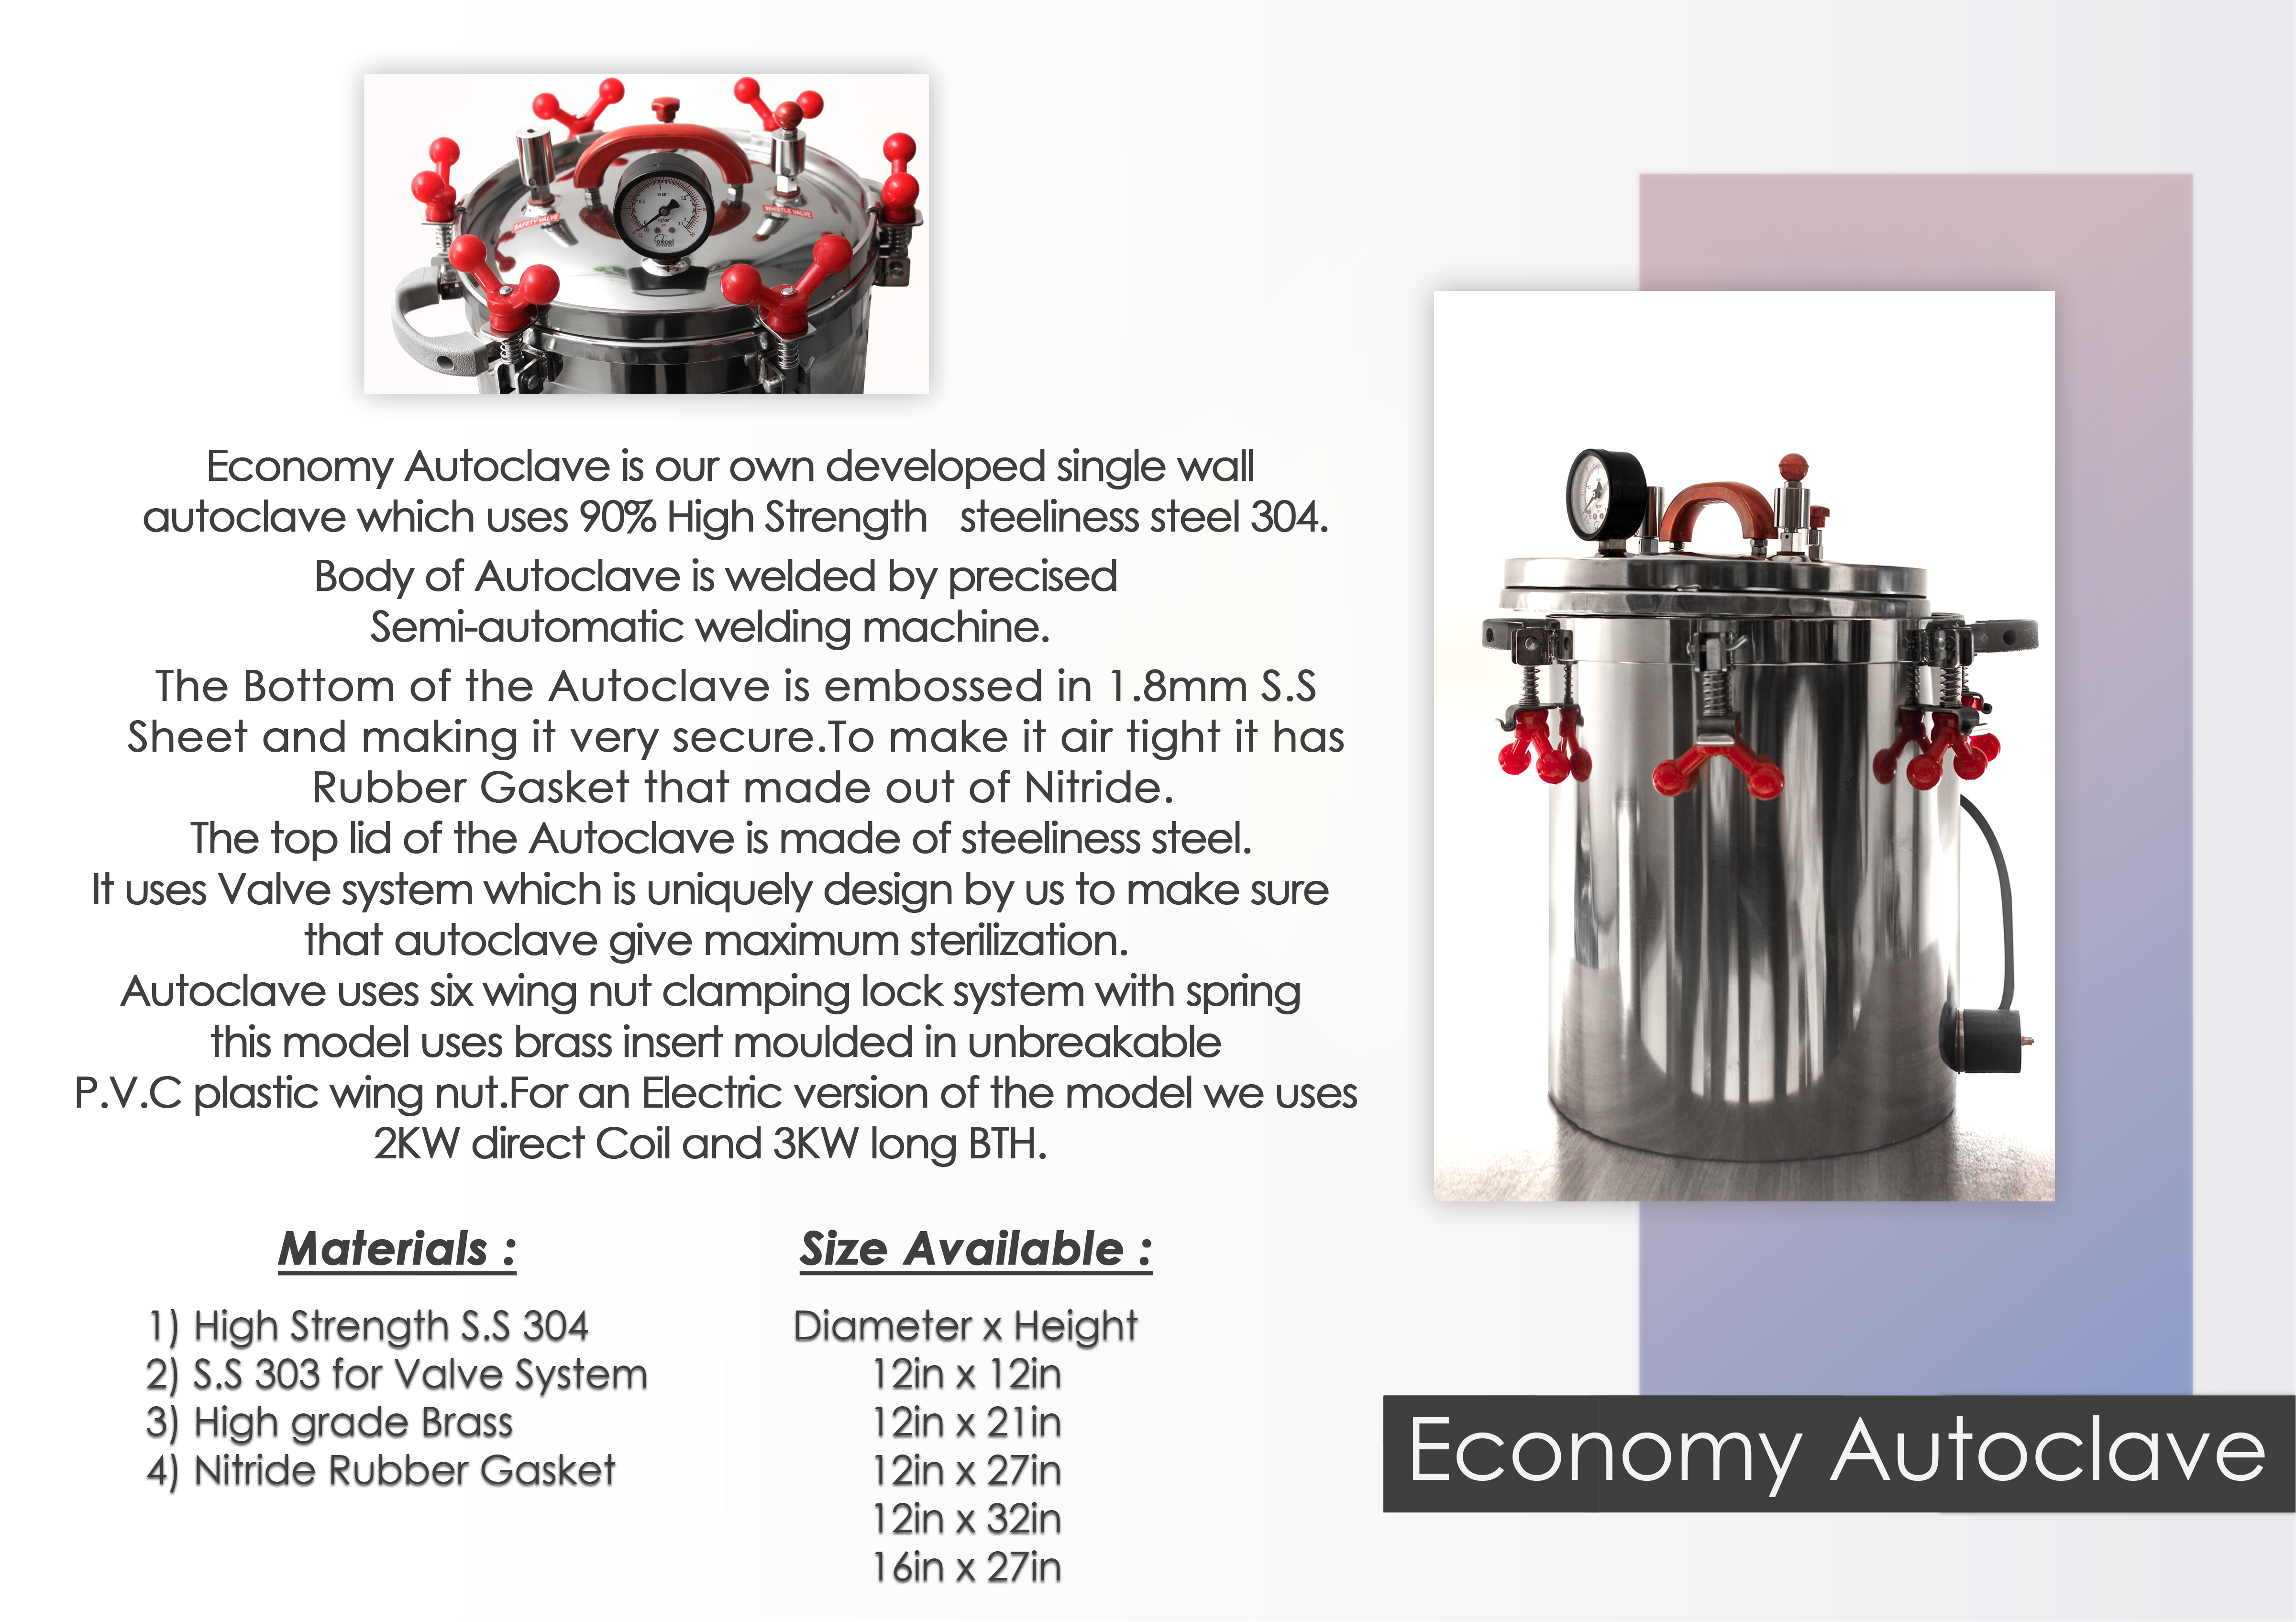 SAFETY VALVE
WHISTLE VALVE
excel
Economy Autoclave is our own developed single wall
autoclave which uses 90% High Strength steeliness steel 304.
Body of Autoclave is welded by precised
Semi-automatic welding machine.
The Bottom of the Autoclave is embossed in 1.8mm S.S
Sheet and making it very secure.To make it air tight it has
Rubber Gasket that made out of Nitride.
The top lid of the Autoclave is made of steeliness steel.
It uses Valve system which is uniquely design by us to make sure
that autoclave give maximum sterilization.
Autoclave uses six wing nut clamping lock system with spring
this model uses brass insert moulded in unbreakable
P.V.C plastic wing nut.For an Electric version of the model we uses
2KW direct Coil and 3KW long BTH.
Materials :
1) High Strength S.S 304
2) S.S 303 for Valve System
3) High grade Brass
4) Nitride Rubber Gasket
Size Available :
Diameter x Height
12in x 12in
12in x 21in
12in x 27in
12in x 32in
16in x 27in
Economy Autoclave